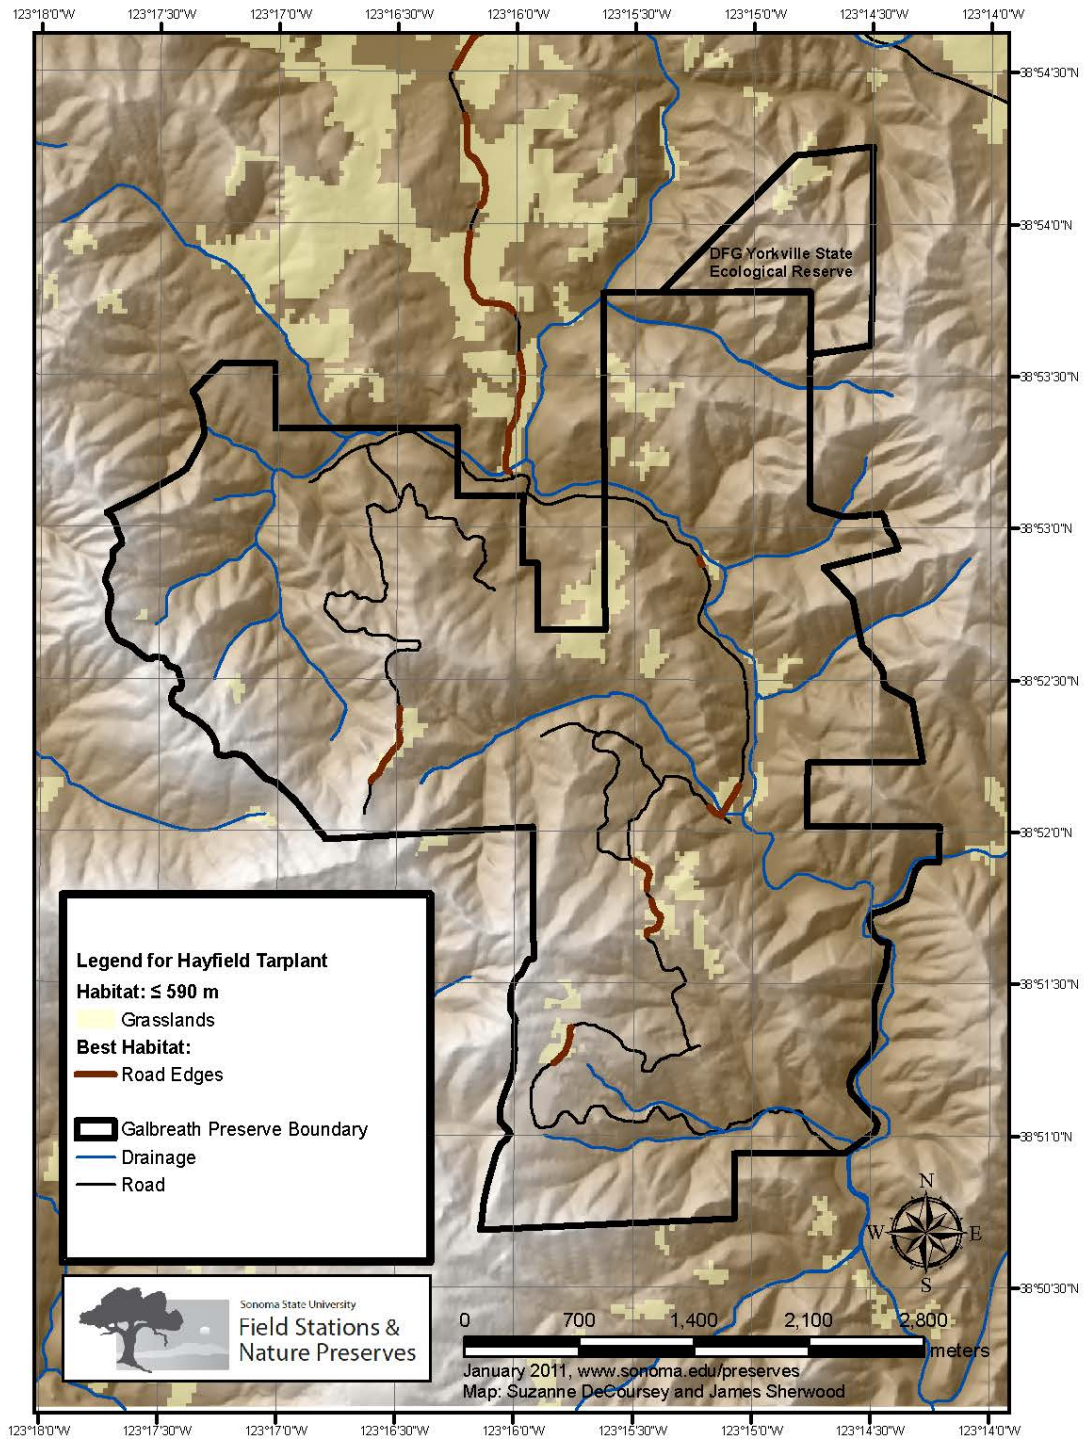 123°18'0"W 123°17'30"W 123°17'0"W 123°16'30"W 123°16'0"W 123°15'30"W 123°15'0"W 123°14'30"W 123°14'0"W
38°54'30"N
38°54'0"N
DFG Yorkville State
Ecological Reserve
38°53'30"N
38°53'0"N
38°52'30"N
38°52'0"N
38°51'30"N
38°51'0"N
38°50'30"N
Legend for Hayfield Tarplant
Habitat: ≤ 590 m
Grasslands
Best Habitat:
Road Edges
Galbreath Preserve Boundary
Drainage
Road
N
W E
S
Sonoma State University
Field Stations &
Nature Preserves
0 700 1,400 2,100 2,800
meters
January 2011, www.sonoma.edu/preserves
Map: Suzanne DeCoursey and James Sherwood
123°18'0"W 123°17'30"W 123°17'0"W 123°16'30"W 123°16'0"W 123°15'30"W 123°15'0"W 123°14'30"W 123°14'0"W